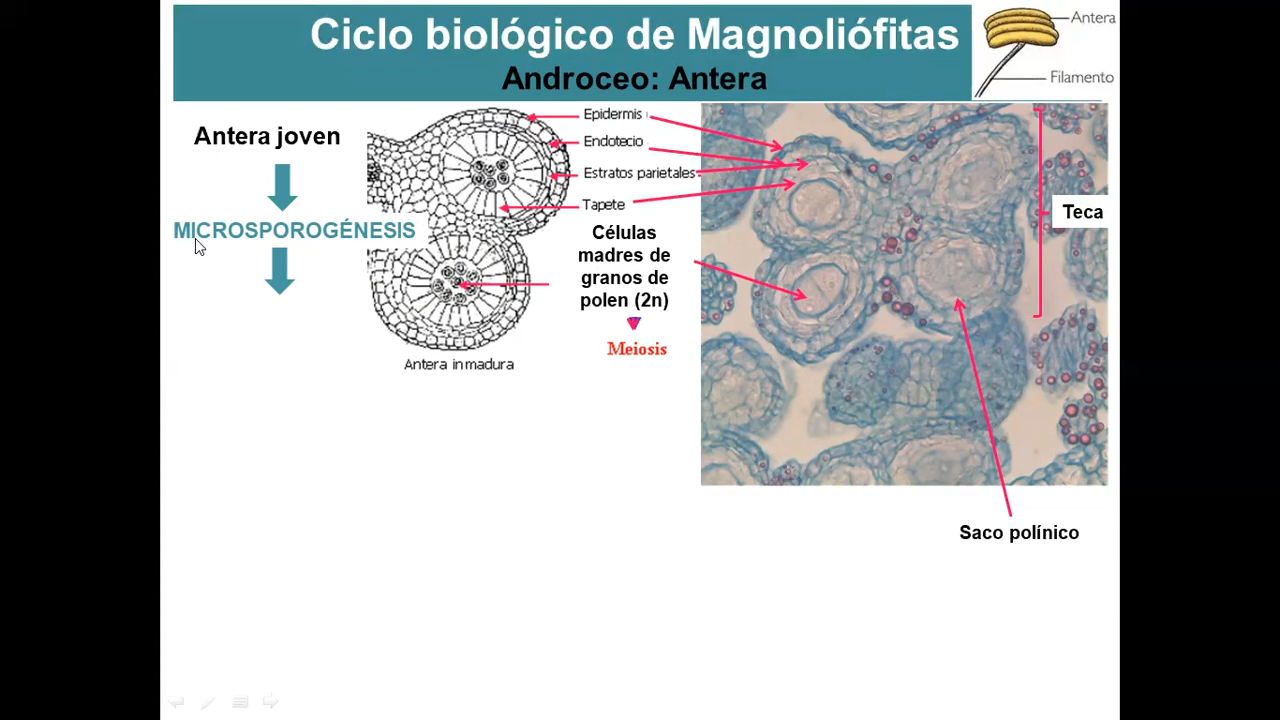 Ciclo biológico de Magnoliófitas
Androceo: Antera
Antera
Filamento
Antera joven
MICROSPOROGÉNESIS
Epidermis
Endotecio
Estratos parietales
Tapete
Células
madres de
granos de
polen (2n)
Meiosis
Antera inmadura
Teca
Saco polínico